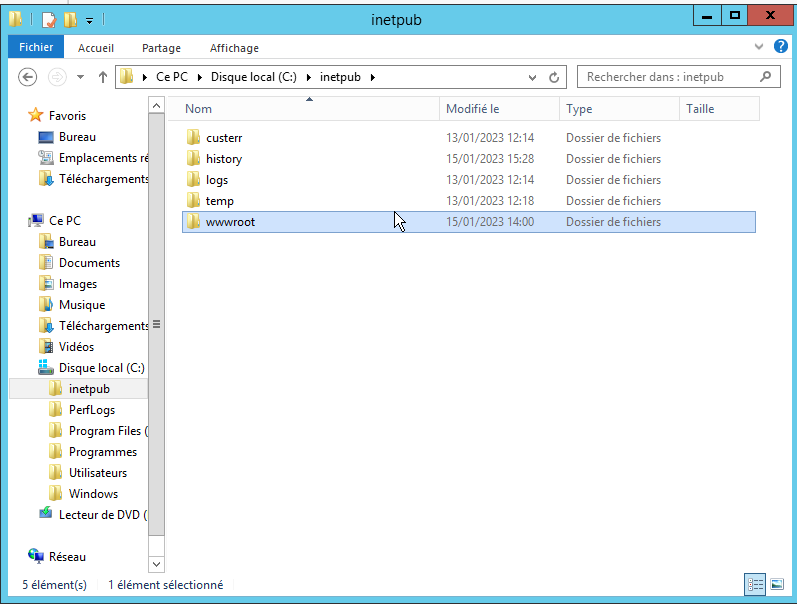 inetpub
Fichier Accueil Partage Affichage
Ce PC Disque local (C:) inetpub
Rechercher dans : inetpub
Nom Modifié le Type Taille
custerr 13/01/2023 12:14 Dossier de fichiers
history 15/01/2023 15:28 Dossier de fichiers
logs 13/01/2023 12:14 Dossier de fichiers
temp 13/01/2023 12:18 Dossier de fichiers
wwwroot 15/01/2023 14:00 Dossier de fichiers
Favoris
Bureau
Emplacements ré
Téléchargements
Ce PC
Bureau
Documents
Images
Musique
Téléchargements
Vidéos
Disque local (C:)
inetpub
PerfLogs
Program Files (
Programmes
Utilisateurs
Windows
Lecteur de DVD (
Réseau
5 élément(s) 1 élément sélectionné